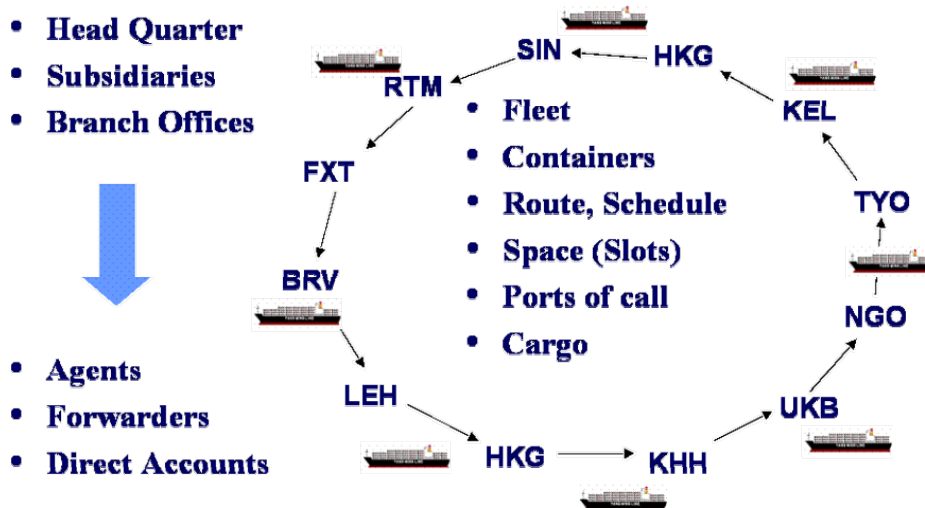 • Head Quarter
• Subsidiaries
• Branch Offices
• Agents
• Forwarders
• Direct Accounts
• Fleet
• Containers
• Route, Schedule
• Space (Slots)
• Ports of call
• Cargo
SIN
HKG
KEL
TYO
NGO
UKB
KHH
HKG
LEH
BRV
FXT
RTM